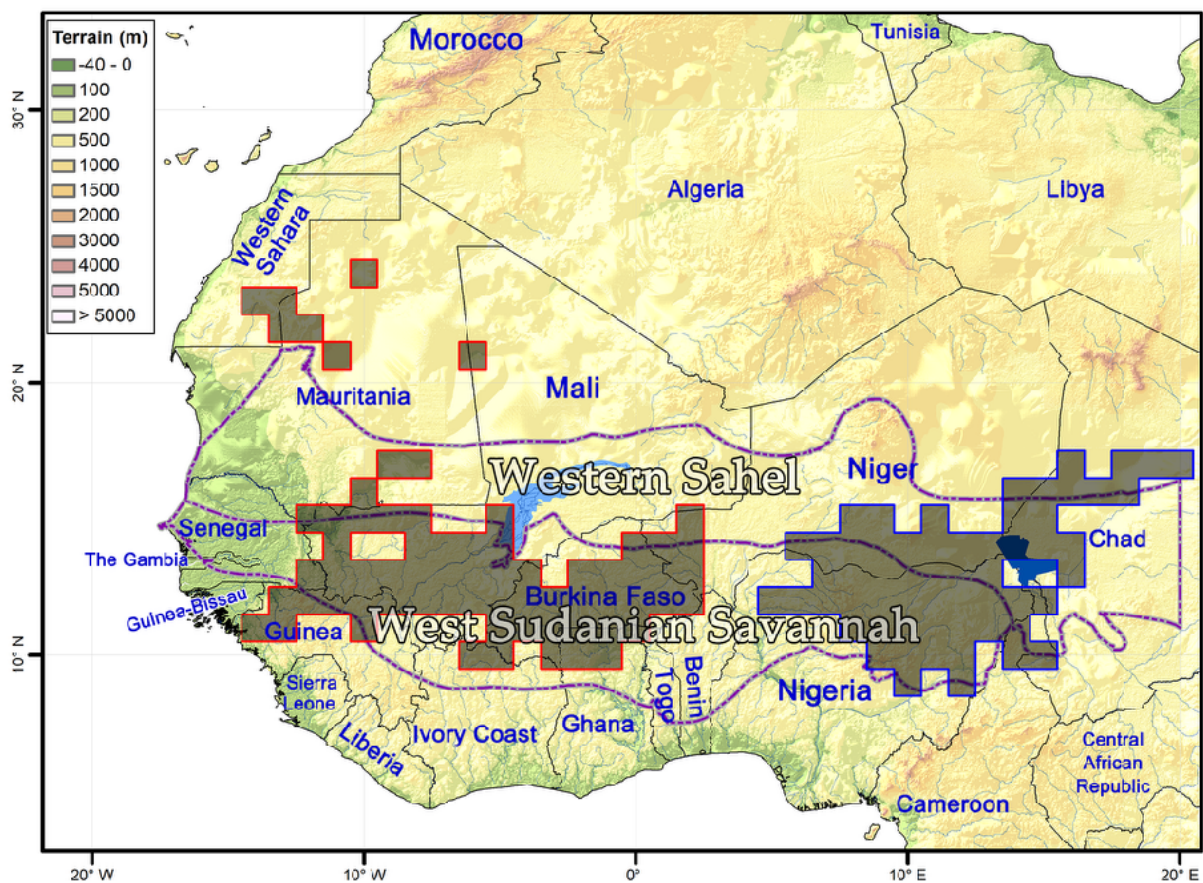 Terrain (m)
-40 - 0
100
200
500
1000
1500
2000
3000
4000
5000
> 5000
Morocco
Tunisia
30° N
Algeria
Libya
Western
Sahara
20° N
Mauritania
Mali
Western Sahel
Niger
Senegal
Chad
The Gambia
Guinea-Bissau
Burkina Faso
Guinea
West Sudanian Savannah
10° N
Sierra
Leone
Togo
Benin
Nigeria
Liberia
Ivory Coast
Ghana
Central
African
Republic
Cameroon
20° W
10° W
0°
10° E
20° E